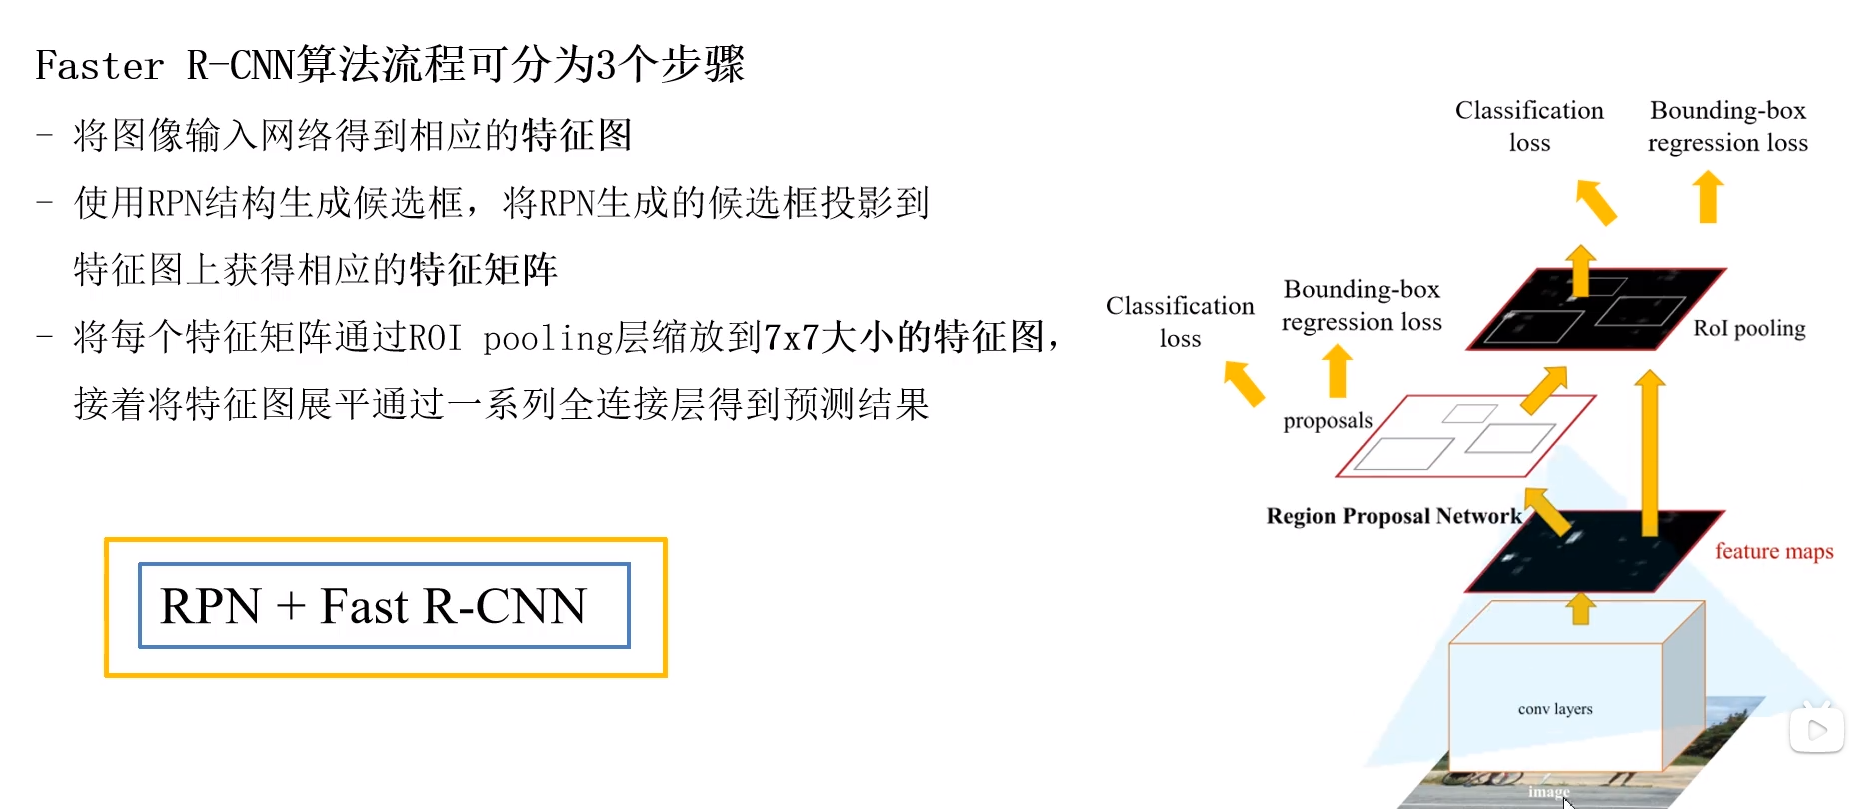 Faster R-CNN算法流程可分为3个步骤
- 将图像输入网络得到相应的特征图
- 使用RPN结构生成候选框，将RPN生成的候选框投影到
特征图上获得相应的特征矩阵
- 将每个特征矩阵通过ROI pooling层缩放到7x7大小的特征图，
接着将特征图展平通过一系列全连接层得到预测结果
RPN + Fast R-CNN
Classification
loss
Bounding-box
regression loss
Classification
loss
Bounding-box
regression loss
RoI pooling
proposals
Region Proposal Network
feature maps
conv layers
image